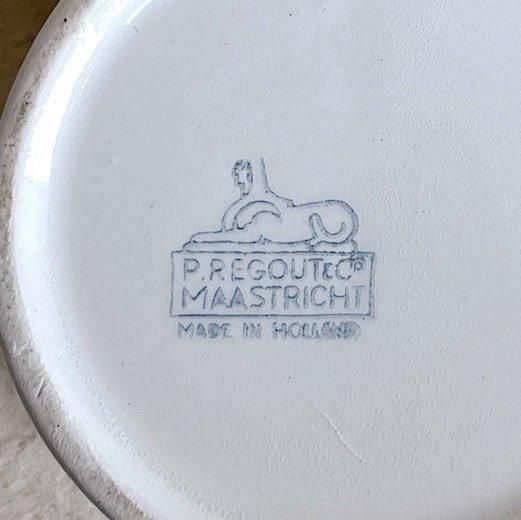 P.REGOUT & Cº
MAASTRICHT
MADE IN HOLLAND